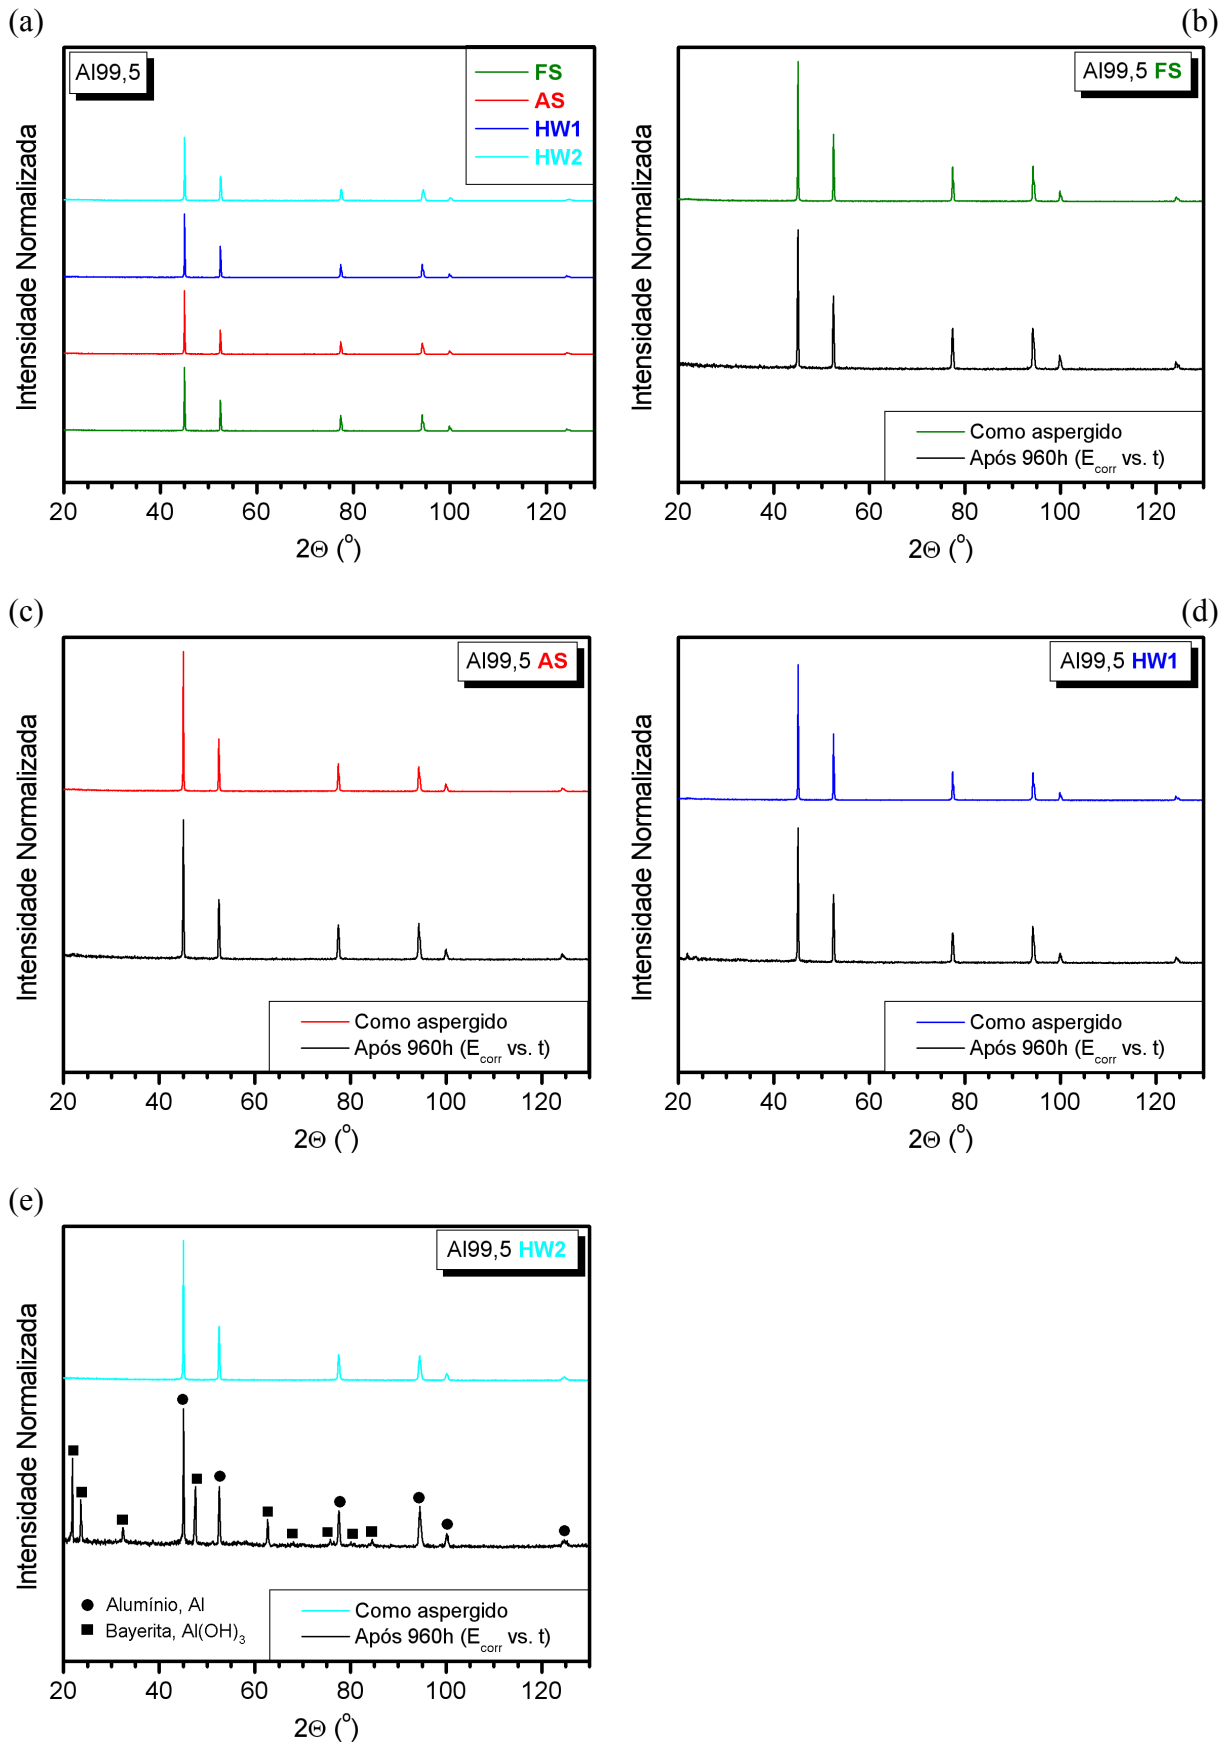 (a)
(b)
Al99,5
FS
AS
HW1
HW2
Intensidade Normalizada
20 40 60 80 100 120
2Θ (°)
Al99,5 FS
Intensidade Normalizada
Como aspergido
Após 960h (Ecorr vs. t)
20 40 60 80 100 120
2Θ (°)
(c)
(d)
Al99,5 AS
Intensidade Normalizada
Como aspergido
Após 960h (Ecorr vs. t)
20 40 60 80 100 120
2Θ (°)
Al99,5 HW1
Intensidade Normalizada
Como aspergido
Após 960h (Ecorr vs. t)
20 40 60 80 100 120
2Θ (°)
(e)
Al99,5 HW2
Intensidade Normalizada
Alumínio, Al
Bayerita, Al(OH)3
Como aspergido
Após 960h (Ecorr vs. t)
20 40 60 80 100 120
2Θ (°)